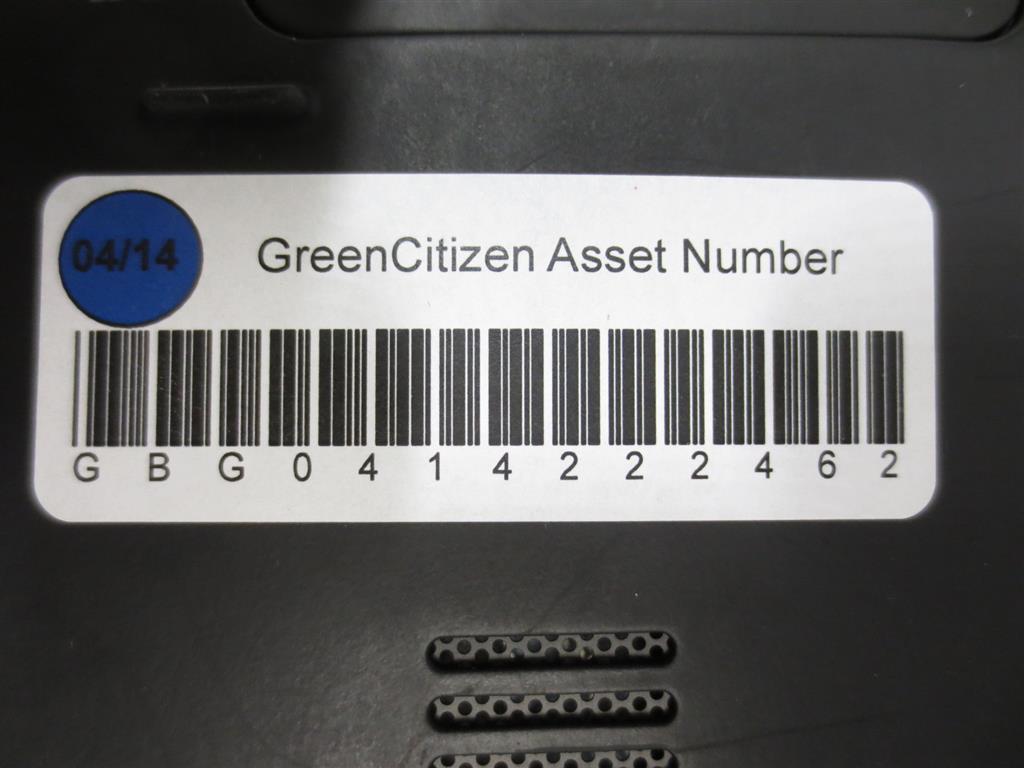 04/14
GreenCitizen Asset Number
G B G 0 4 1 4 2 2 2 4 6 2